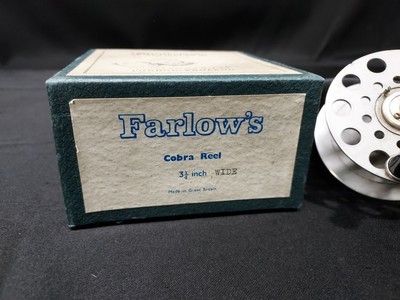 Farlow's
Cobra Reel
3½ inch WIDE
Made in Great Britain